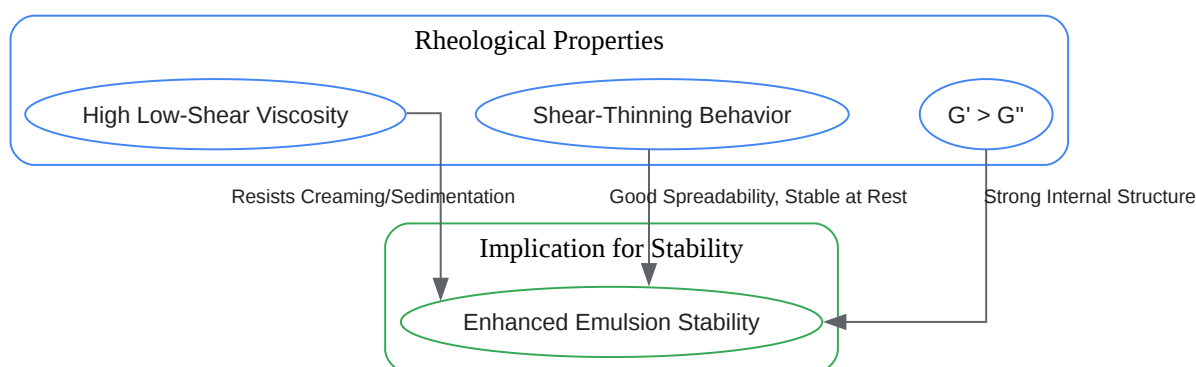 Rheological Properties
High Low-Shear Viscosity
Shear-Thinning Behavior
G' > G"
Resists Creaming/Sedimentation
Good Spreadability, Stable at Rest
Strong Internal Structure
Implication for Stability
Enhanced Emulsion Stability